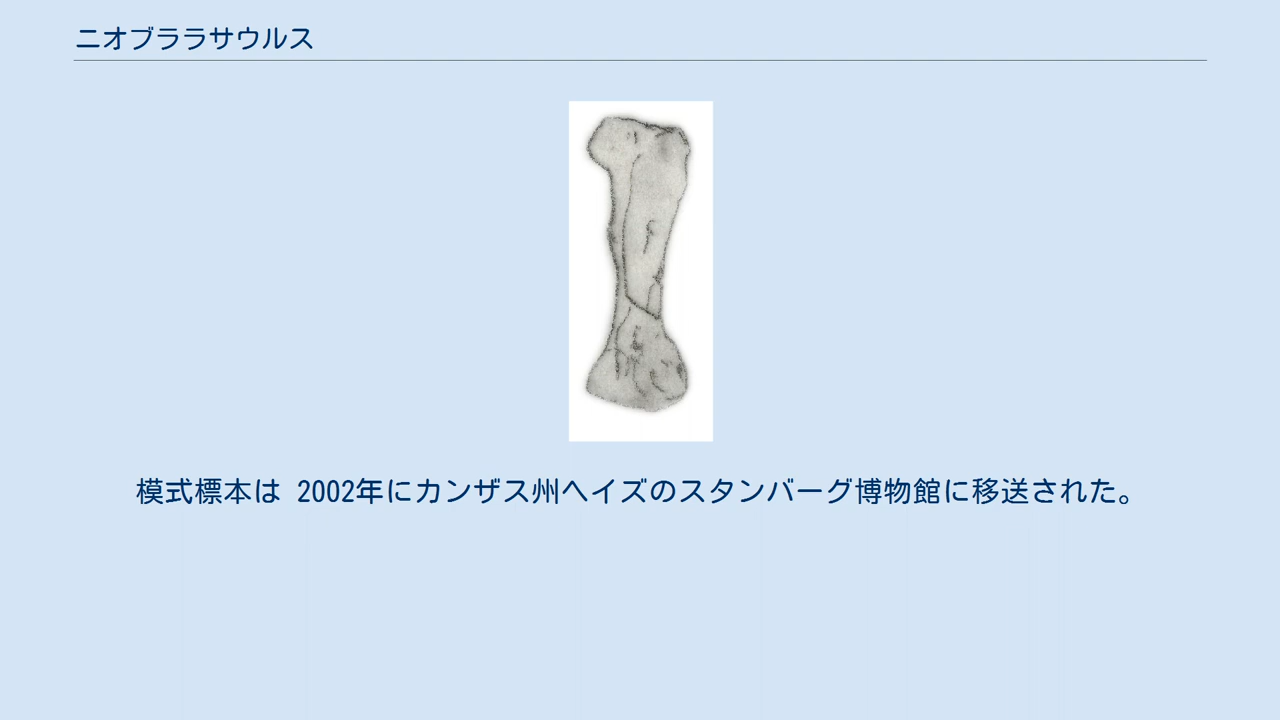 ニオブララサウルス
模式標本は 2002年にカンザス州ヘイズのスタンバーグ博物館に移送された。